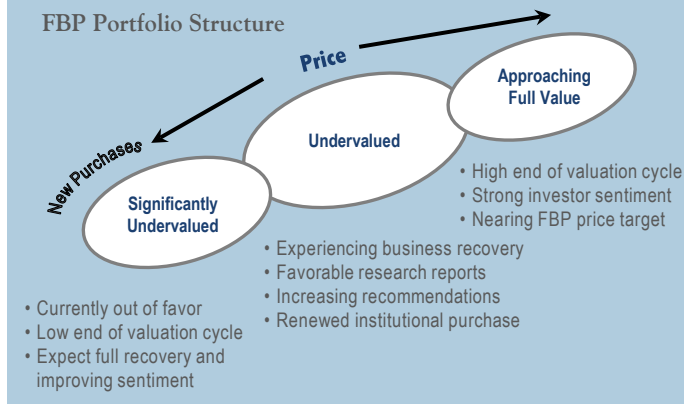 FBP Portfolio Structure
Price
Approaching
Full Value
Undervalued
New Purchases
Significantly
Undervalued
• High end of valuation cycle
• Strong investor sentiment
• Nearing FBP price target
• Experiencing business recovery
• Favorable research reports
• Increasing recommendations
• Renewed institutional purchase
• Currently out of favor
• Low end of valuation cycle
• Expect full recovery and
improving sentiment